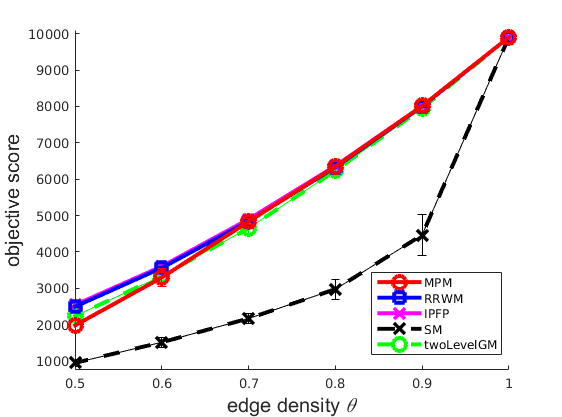 objective score
10000
9000
8000
7000
6000
5000
4000
3000
2000
1000
0.5
0.6
0.7
0.8
0.9
1
edge density θ
MPM
RRWM
IPFP
SM
twoLevelGM